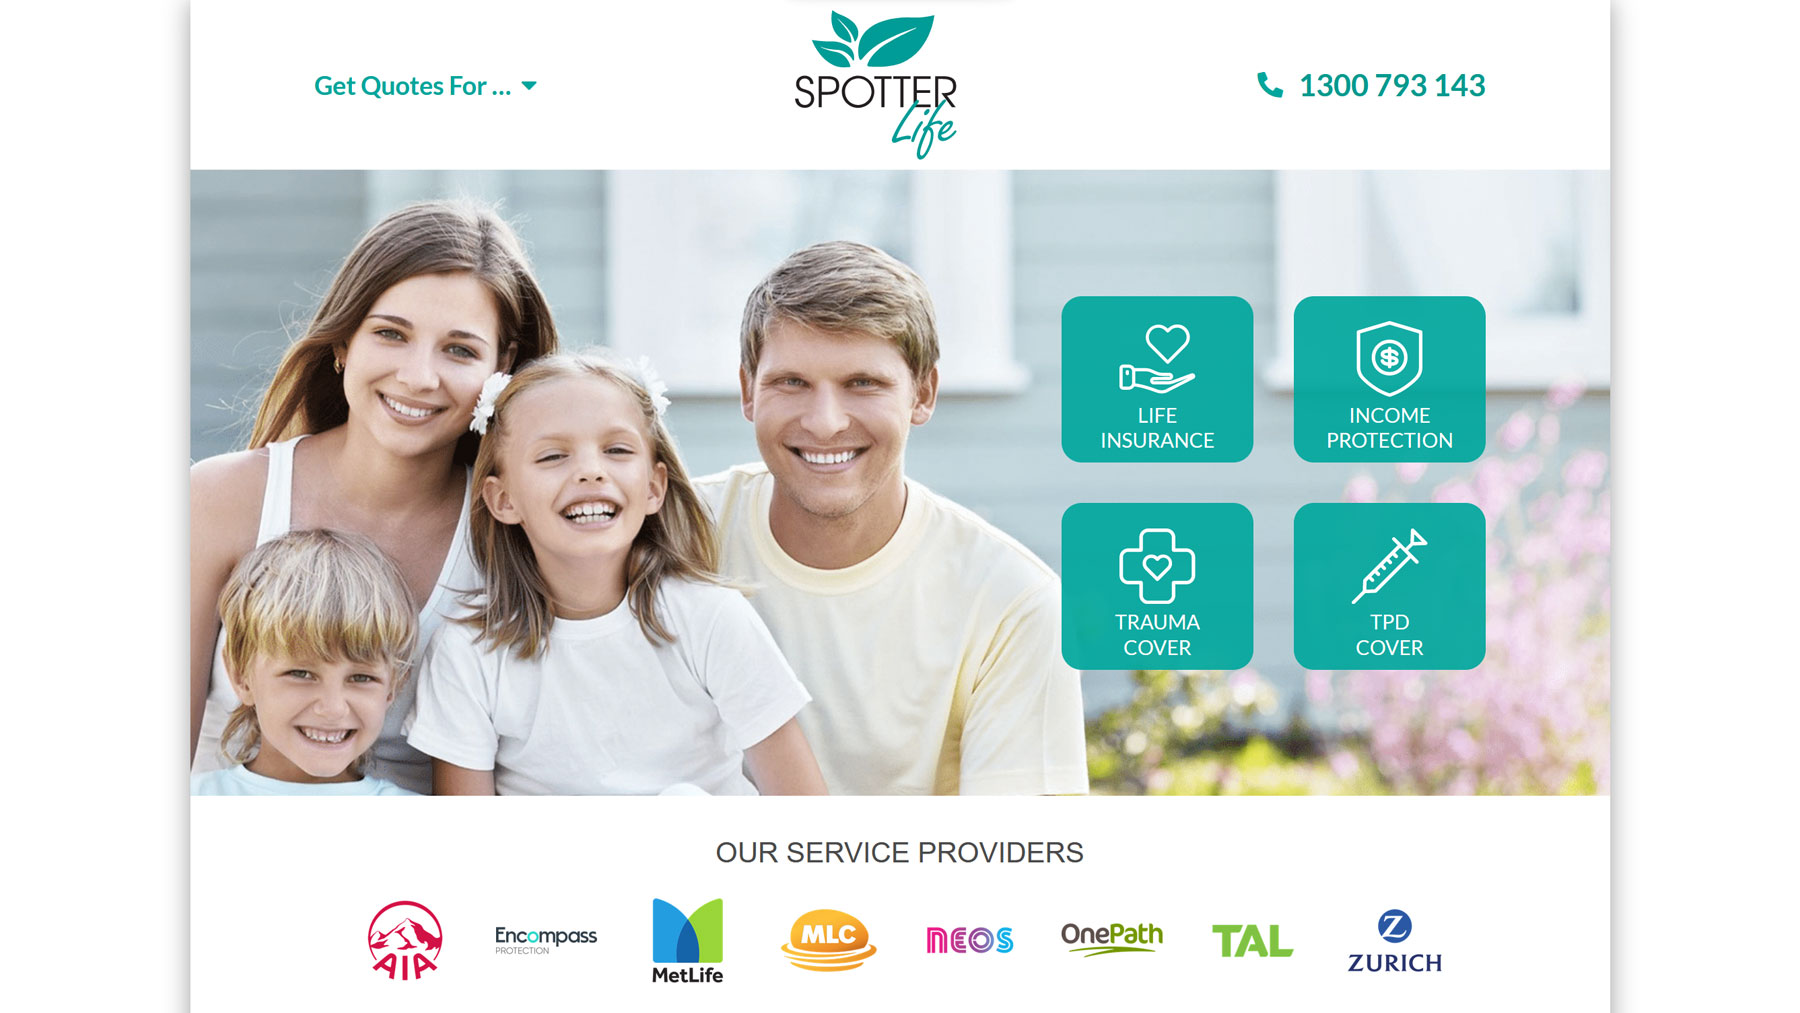 Get Quotes For ...
SPOTTER
Life
1300 793 143
LIFE
INSURANCE
INCOME
PROTECTION
TRAUMA
COVER
TPD
COVER
OUR SERVICE PROVIDERS
AIA
Encompass
PROTECTION
MetLife
MLC
NEOS
OnePath
TAL
Z
ZURICH